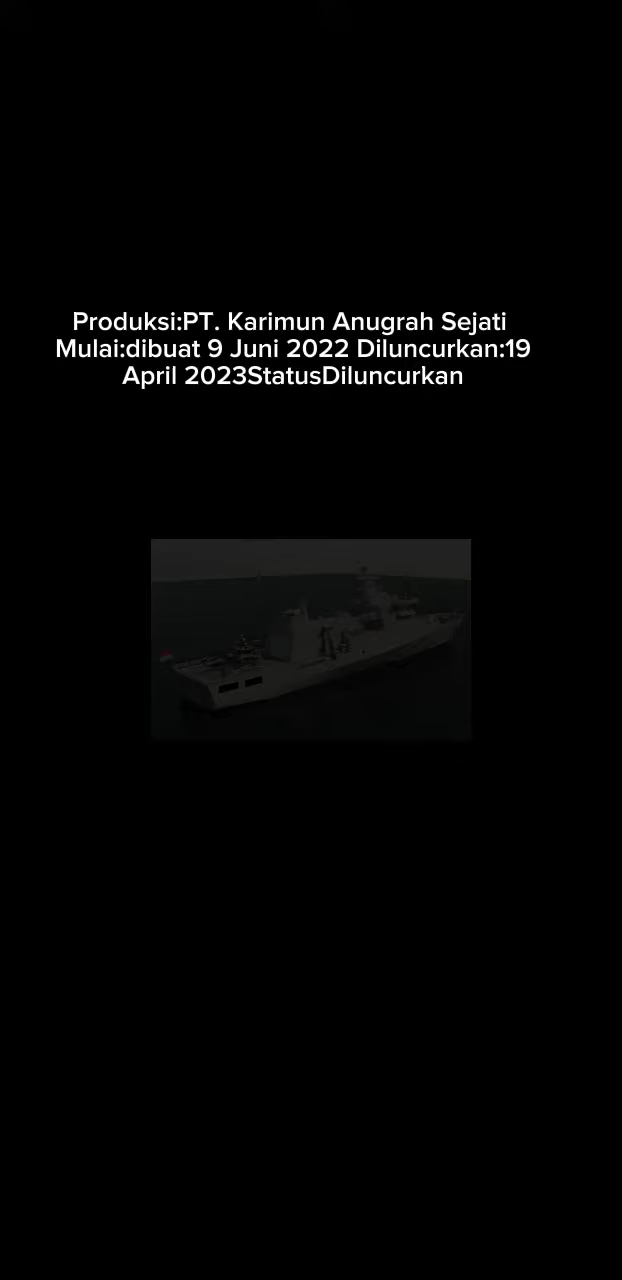 Produksi:PT. Karimun Anugrah Sejati
Mulai:dibuat 9 Juni 2022 Diluncurkan:19
April 2023StatusDiluncurkan